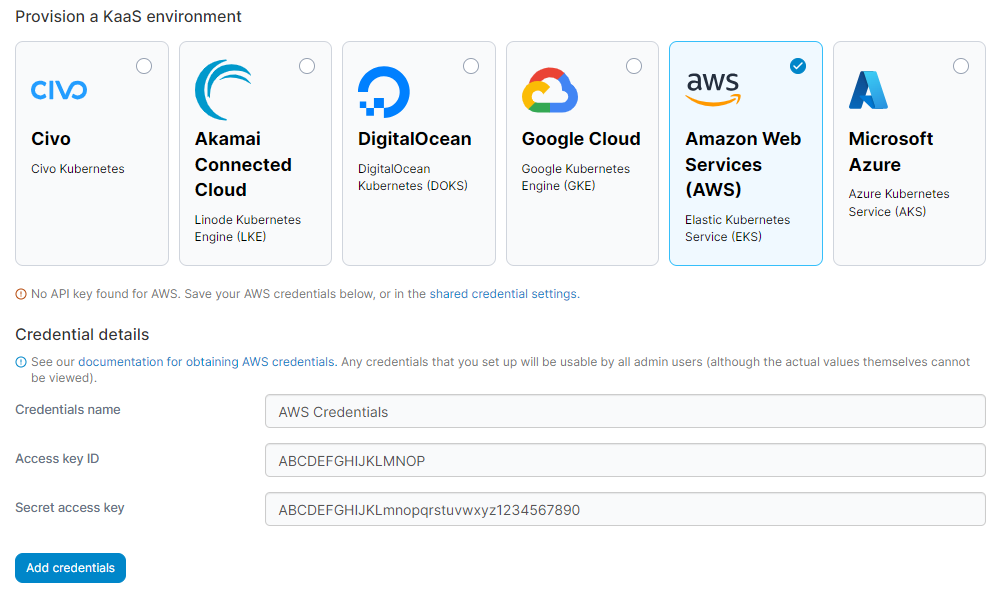 Provision a KaaS environment
CIVO
Civo
Civo Kubernetes
Akamai
Connected
Cloud
Linode Kubernetes
Engine (LKE)
DigitalOcean
DigitalOcean
Kubernetes (DOKS)
Google Cloud
Google Kubernetes
Engine (GKE)
aws
Amazon Web
Services
(AWS)
Elastic Kubernetes
Service (EKS)
Microsoft
Azure
Azure Kubernetes
Service (AKS)
No API key found for AWS. Save your AWS credentials below, or in the shared credential settings.
Credential details
See our documentation for obtaining AWS credentials. Any credentials that you set up will be usable by all admin users (although the actual values themselves cannot
be viewed).
Credentials name
AWS Credentials
Access key ID
ABCDEFGHIJKLMNOP
Secret access key
ABCDEFGHIJKLmnopqrstuvwxyz1234567890
Add credentials